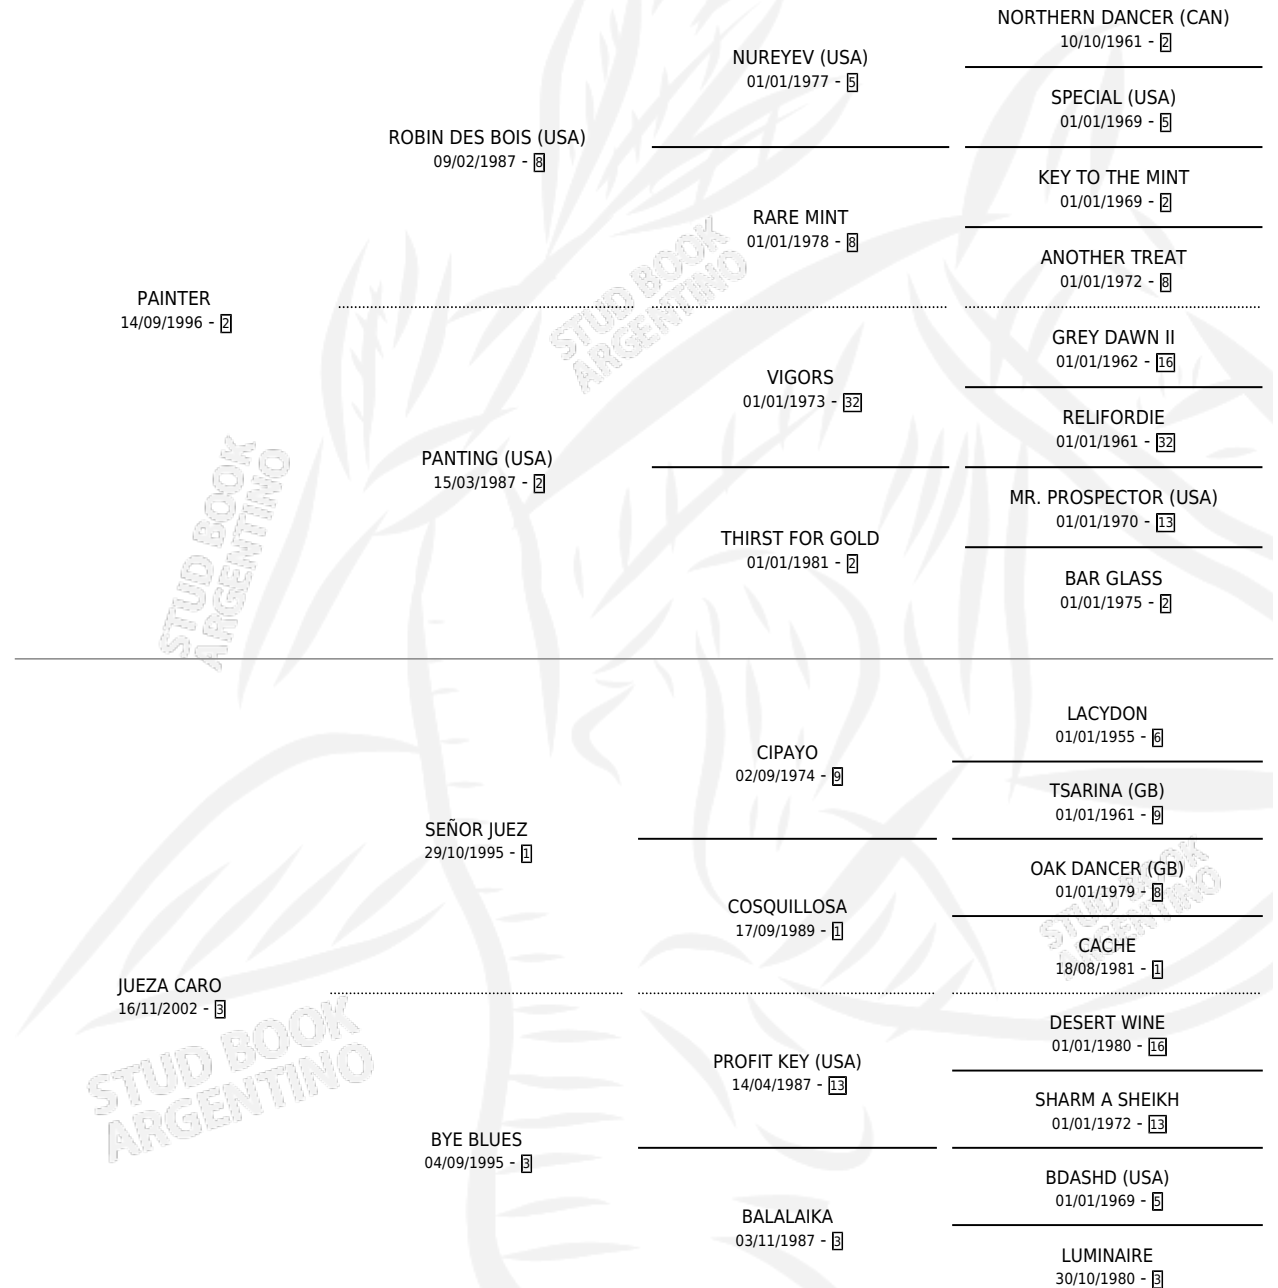 NORTHERN DANCER (CAN)
10/10/1961 - 2
NUREYEV (USA)
01/01/1977 - 5
SPECIAL (USA)
01/01/1969 - 5
ROBIN DES BOIS (USA)
09/02/1987 - 8
KEY TO THE MINT
01/01/1969 - 2
RARE MINT
01/01/1978 - 8
ANOTHER TREAT
01/01/1972 - 8
PAINTER
14/09/1996 - 2
GREY DAWN II
01/01/1962 - 16
VIGORS
01/01/1973 - 32
RELIFORDIE
01/01/1961 - 32
PANTING (USA)
15/03/1987 - 2
MR. PROSPECTOR (USA)
01/01/1970 - 13
THIRST FOR GOLD
01/01/1981 - 2
BAR GLASS
01/01/1975 - 2
LACYDON
01/01/1955 - 6
CIPAYO
02/09/1974 - 9
TSARINA (GB)
01/01/1961 - 9
SEÑOR JUEZ
29/10/1995 - 1
OAK DANCER (GB)
01/01/1979 - 8
COSQUILLOSA
17/09/1989 - 1
CACHE
18/08/1981 - 1
JUEZA CARO
16/11/2002 - 3
DESERT WINE
01/01/1980 - 16
PROFIT KEY (USA)
14/04/1987 - 13
SHARM A SHEIKH
01/01/1972 - 13
BYE BLUES
04/09/1995 - 3
BDASHD (USA)
01/01/1969 - 5
BALALAIKA
03/11/1987 - 3
LUMINAIRE
30/10/1980 - 3
STUD BOOK
ARGENTINO
STUD BOOK
ARGENTINO
STUD BOOK
ARGENTINO
STUD BOOK
ARGENTINO